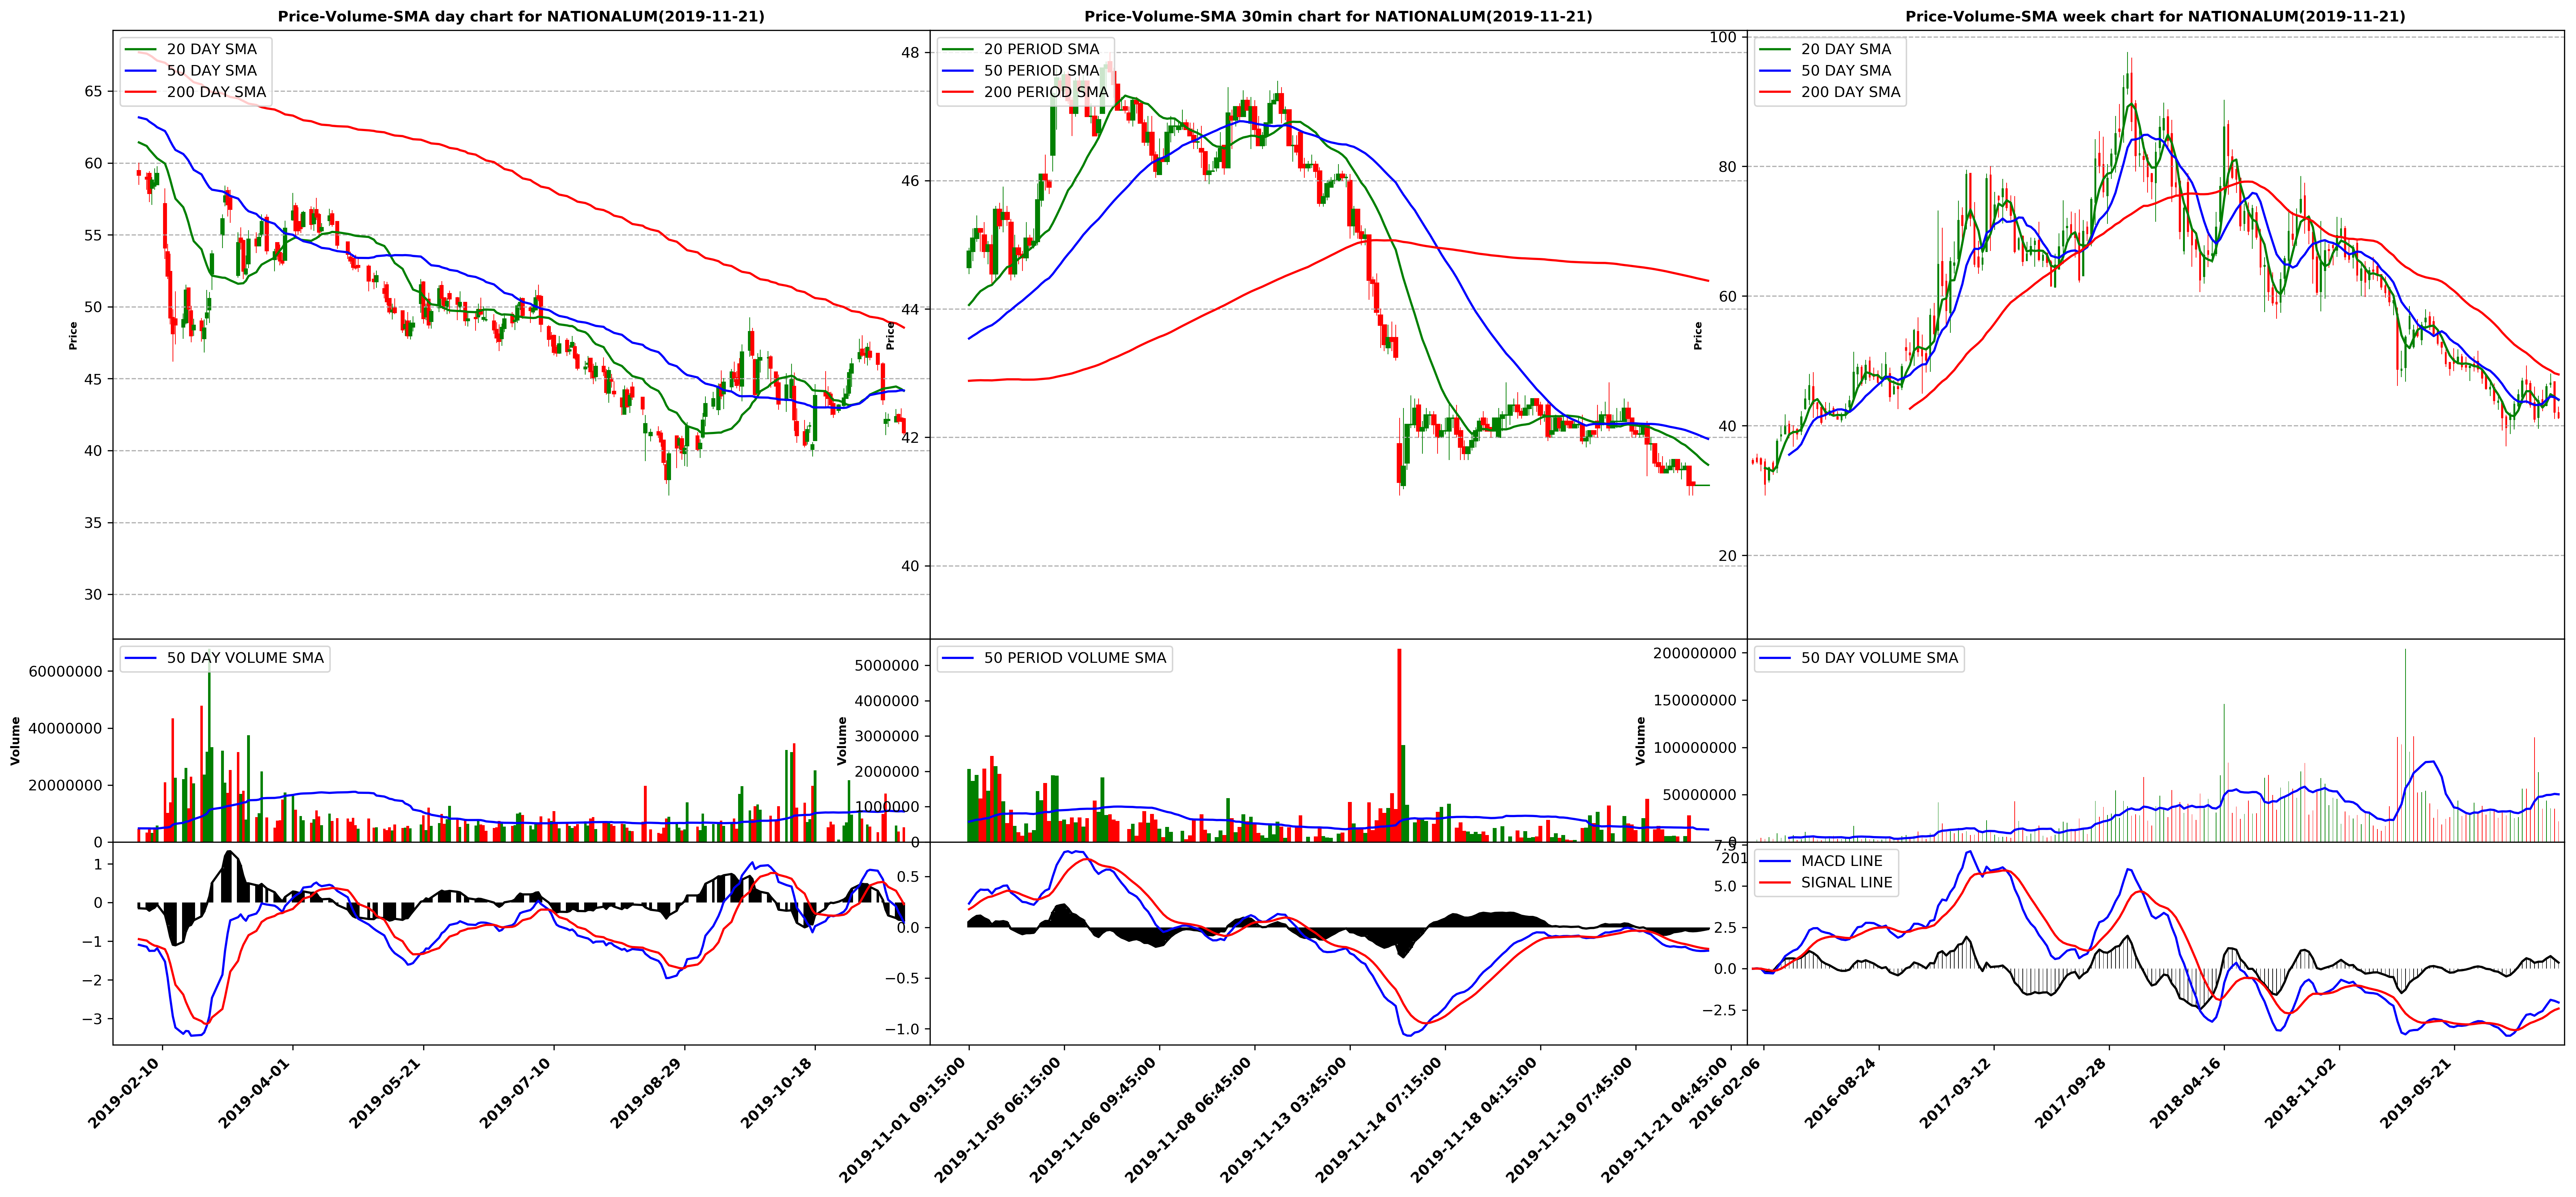 Price-Volume-SMA day chart for NATIONALUM(2019-11-21)
20 DAY SMA
50 DAY SMA
200 DAY SMA
65
60
55
50
45
40
35
30
Price
50 DAY VOLUME SMA
60000000
40000000
20000000
0
Volume
1
0
−1
−2
−3
2019-02-10
2019-04-01
2019-05-21
2019-07-10
2019-08-29
2019-10-18
Price-Volume-SMA 30min chart for NATIONALUM(2019-11-21)
20 PERIOD SMA
50 PERIOD SMA
200 PERIOD SMA
48
46
44
42
40
Price
50 PERIOD VOLUME SMA
5000000
4000000
3000000
2000000
1000000
0
Volume
0.5
0.0
−0.5
−1.0
2019-11-01 09:15:00
2019-11-05 06:15:00
2019-11-06 09:45:00
2019-11-08 06:45:00
2019-11-13 03:45:00
2019-11-14 07:15:00
2019-11-18 04:15:00
2019-11-19 07:45:00
2019-11-21 04:45:00
Price-Volume-SMA week chart for NATIONALUM(2019-11-21)
20 DAY SMA
50 DAY SMA
200 DAY SMA
100
80
60
40
20
Price
50 DAY VOLUME SMA
200000000
150000000
100000000
50000000
Volume
MACD LINE
SIGNAL LINE
7.5
5.0
2.5
0.0
−2.5
2016-02-06
2016-08-24
2017-03-12
2017-09-28
2018-04-16
2018-11-02
2019-05-21